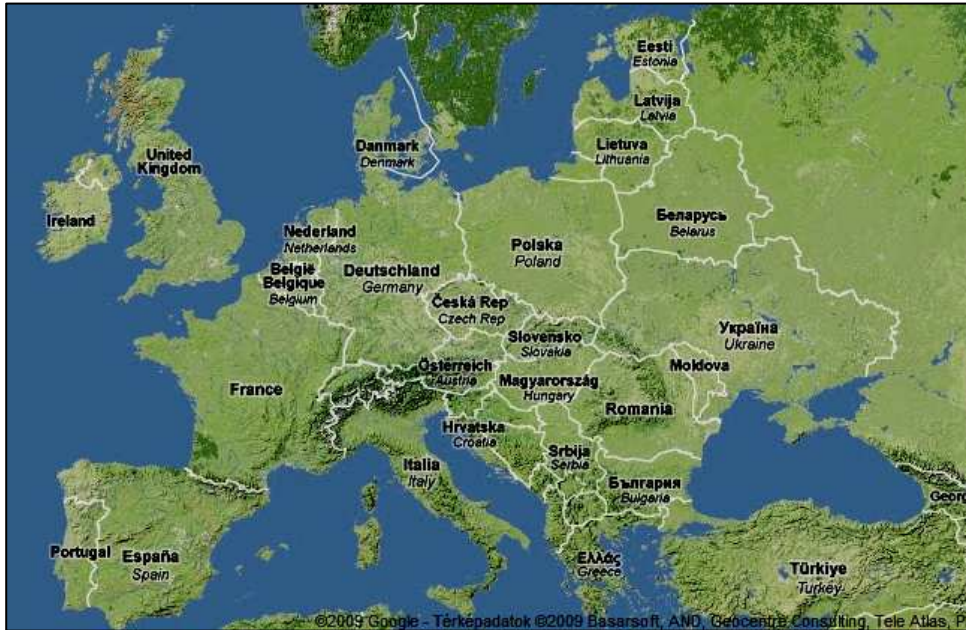 Eesti
Estonia
Latvija
Latvia
Lietuva
Lithuania
Danmark
Denmark
United
Kingdom
Ireland
Беларусь
Belarus
Nederland
Netherlands
Polska
Poland
België
Belgique
Belgium
Deutschland
Germany
Česká Rep
Czech Rep
Україна
Ukraine
Slovensko
Slovakia
Moldova
Österreich
Austria
Magyarország
Hungary
France
Romania
Hrvatska
Croatia
Srbija
Serbia
Italia
Italy
България
Bulgaria
Georg
Portugal
España
Spain
Ελλάς
Greece
Türkiye
Turkey
©2009 Google - Térképadatok ©2009 Basarsoft, AND, Geocentre Consulting, Tele Atlas, P